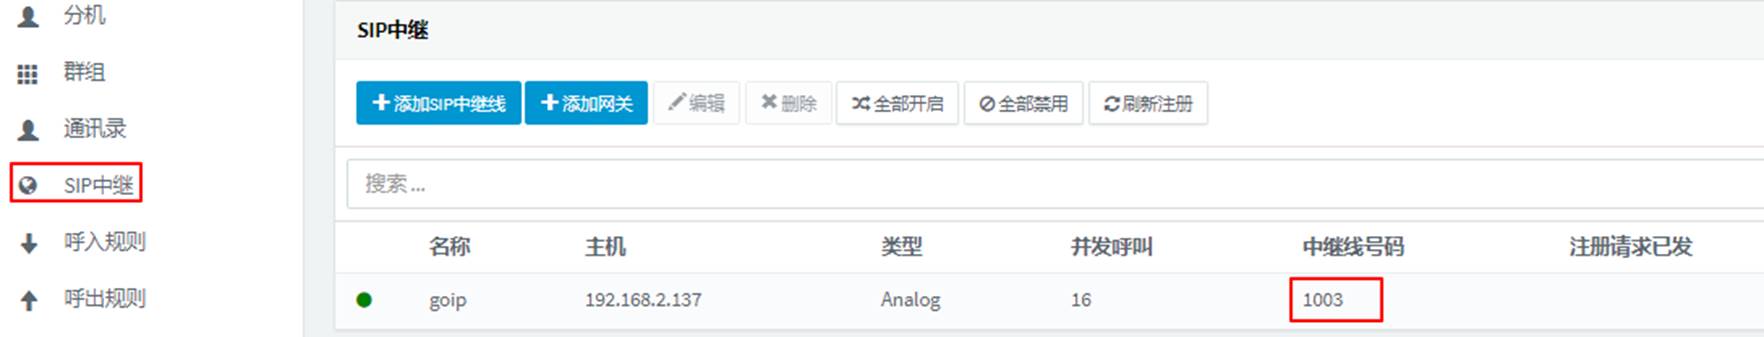 分机
群组
通讯录
SIP中继
呼入规则
呼出规则
SIP中继
添加SIP中继线 添加网关 编辑 删除 全部开启 全部禁用 刷新注册
搜索 ...
名称 主机 类型 并发呼叫 中继线号码 注册请求已发
goip 192.168.2.137 Analog 16 1003